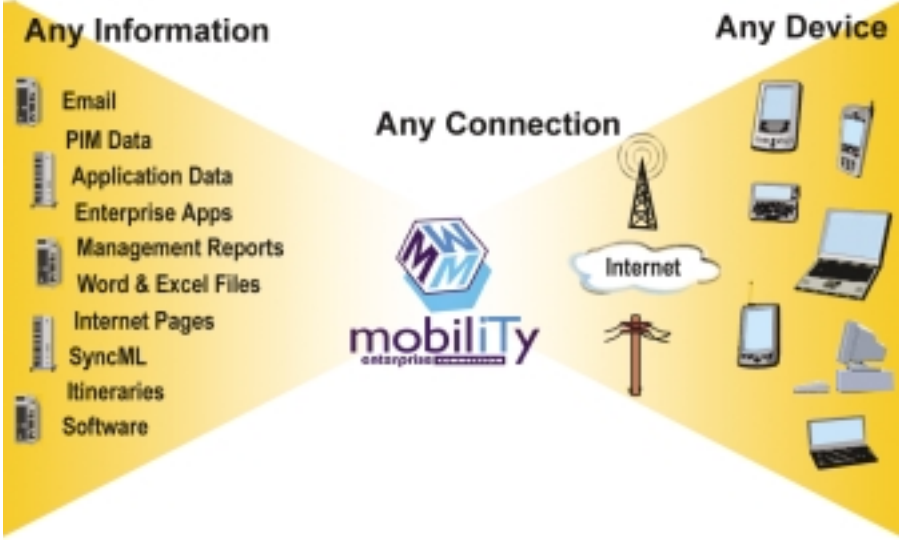 Any Information
Any Device
Any Connection
Email
PIM Data
Application Data
Enterprise Apps
Management Reports
Word & Excel Files
Internet Pages
SyncML
Itineraries
Software
MWM
mobiliTy
enterprise
Internet